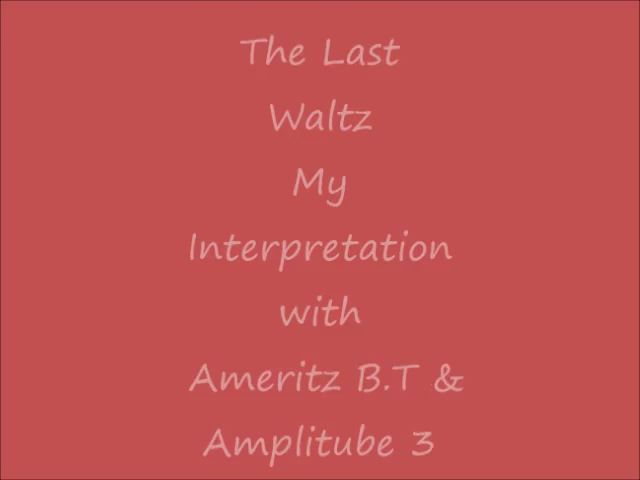 The Last
Waltz
My
Interpretation
with
Ameritz B.T &
Amplitube 3